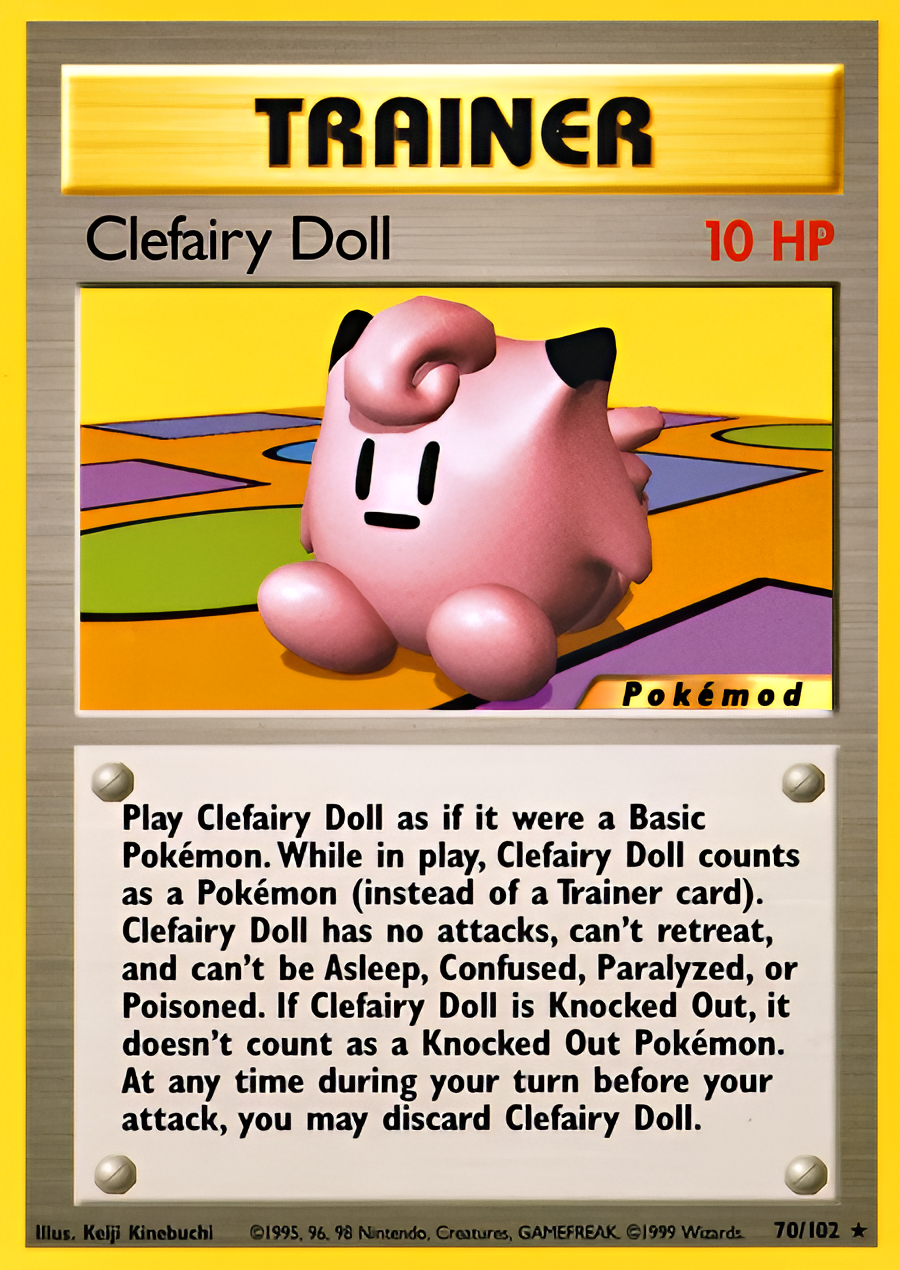 TRAINER
Clefairy Doll 10 HP
Pokémod
Play Clefairy Doll as if it were a Basic
Pokémon. While in play, Clefairy Doll counts
as a Pokémon (instead of a Trainer card).
Clefairy Doll has no attacks, can't retreat,
and can't be Asleep, Confused, Paralyzed, or
Poisoned. If Clefairy Doll is Knocked Out, it
doesn't count as a Knocked Out Pokémon.
At any time during your turn before your
attack, you may discard Clefairy Doll.
Illus. Keiji Kinebuchi ©1995, 96, 98 Nintendo, Creatures, GAMEFREAK. ©1999 Wizards. 70/102 ★